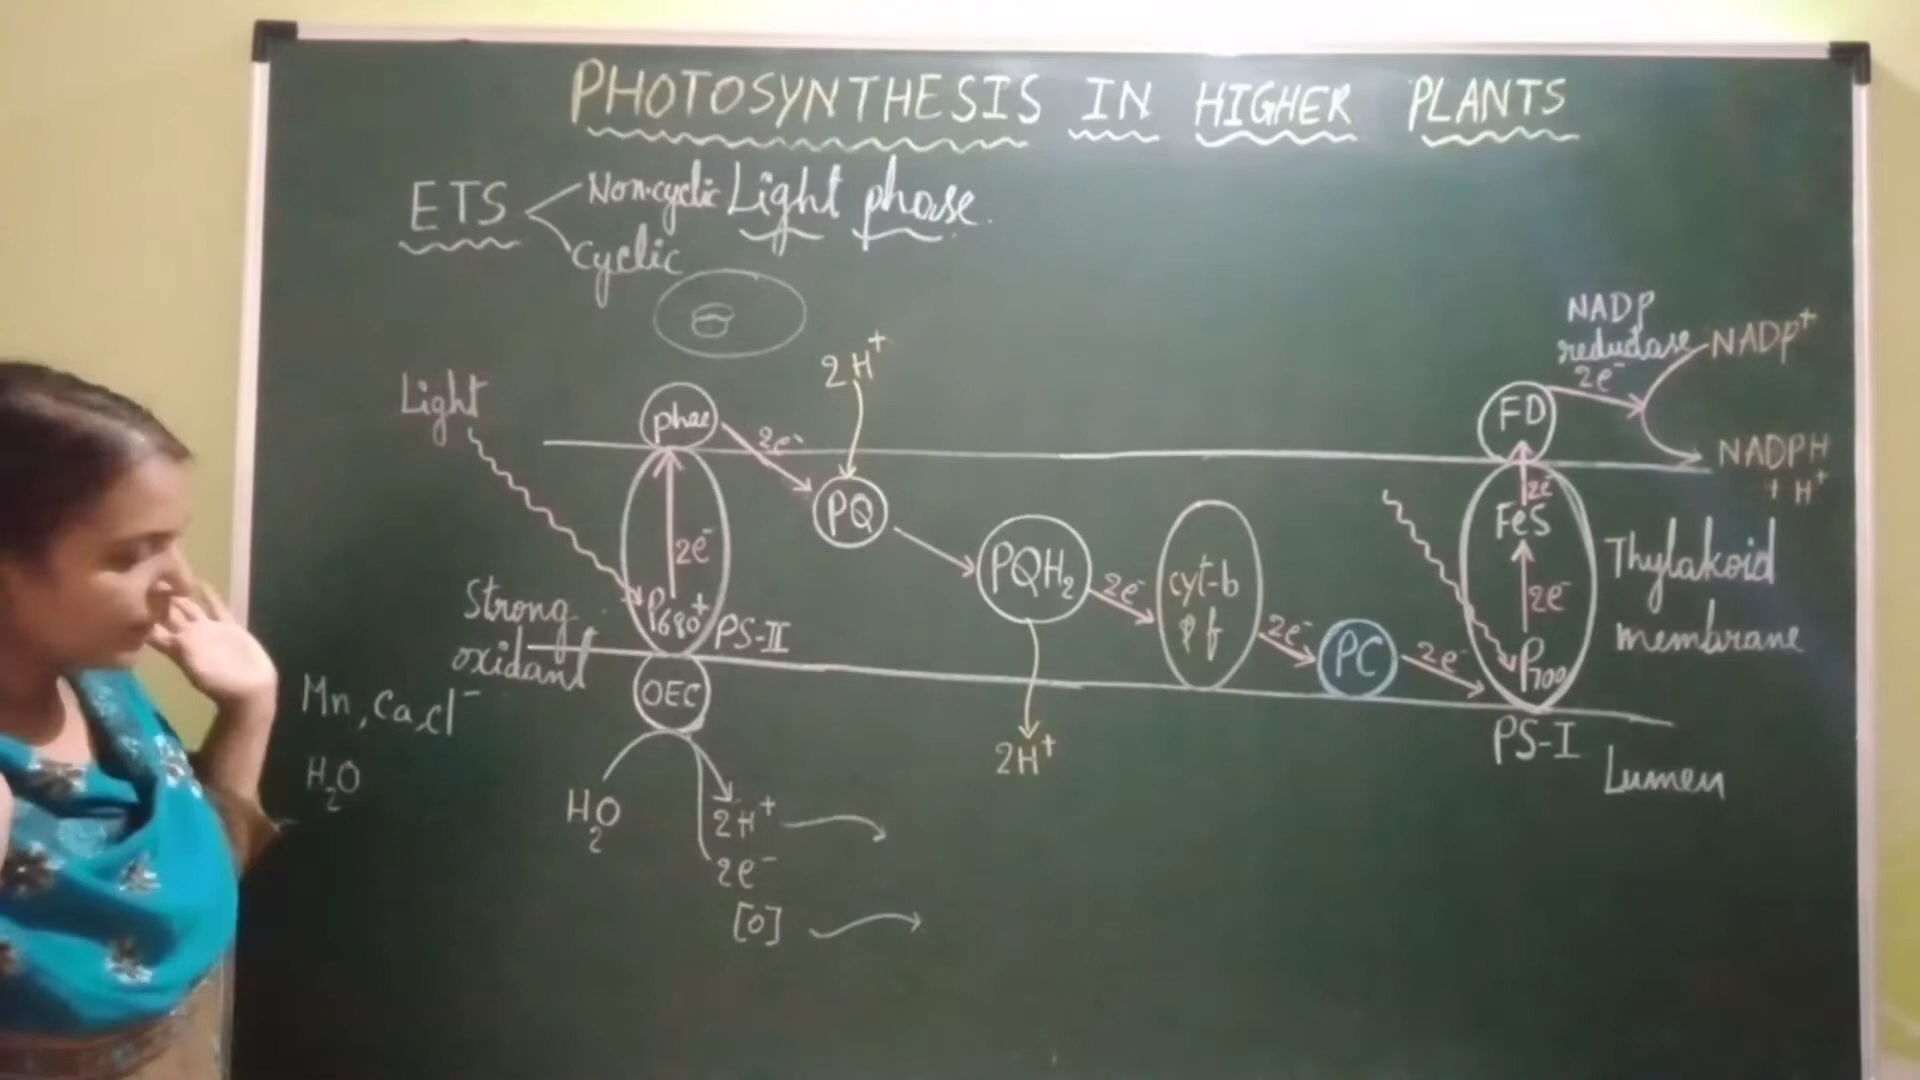 PHOTOSYNTHESIS IN HIGHER PLANTS
ETS
Non-cyclic
Light phase.
cyclic
2H⁺
NADP
reductase
NADP⁺
2e⁻
Light
phae
2e⁻
FD
NADPH
+ H⁺
PQ
2e⁻
FeS
2e⁻
PQH₂
2e⁻
cyt-b
& f
2e⁻
Thylakoid
membrane
Strong
oxidant
P680⁺
PS-II
2e⁻
PC
2e⁻
P700
Mn, Ca, cl⁻
OEC
PS-I
Lumen
H₂O
2H⁺
H₂O
2H⁺
2e⁻
[O]